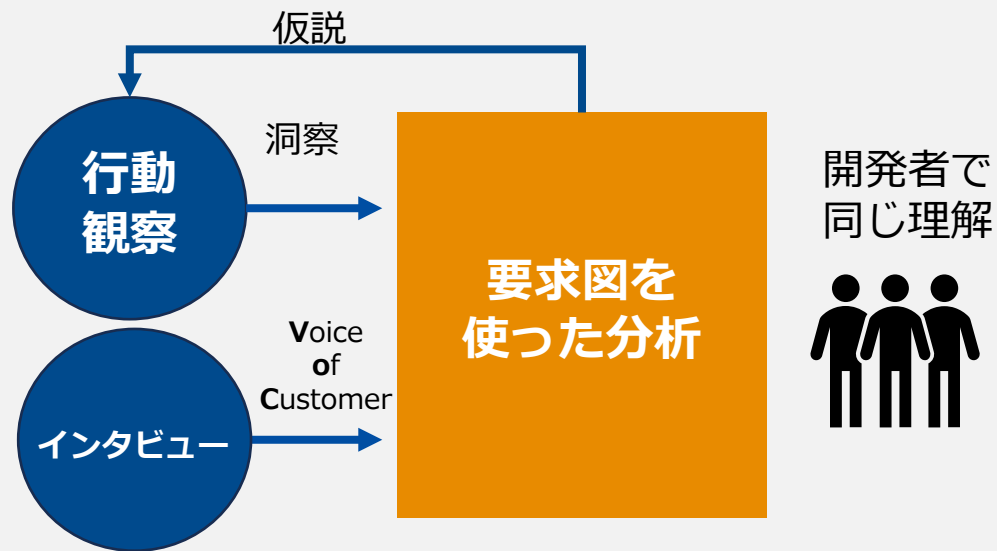 仮説
行動
観察
洞察
インタビュー
Voice
of
Customer
要求図を
使った分析
開発者で
同じ理解